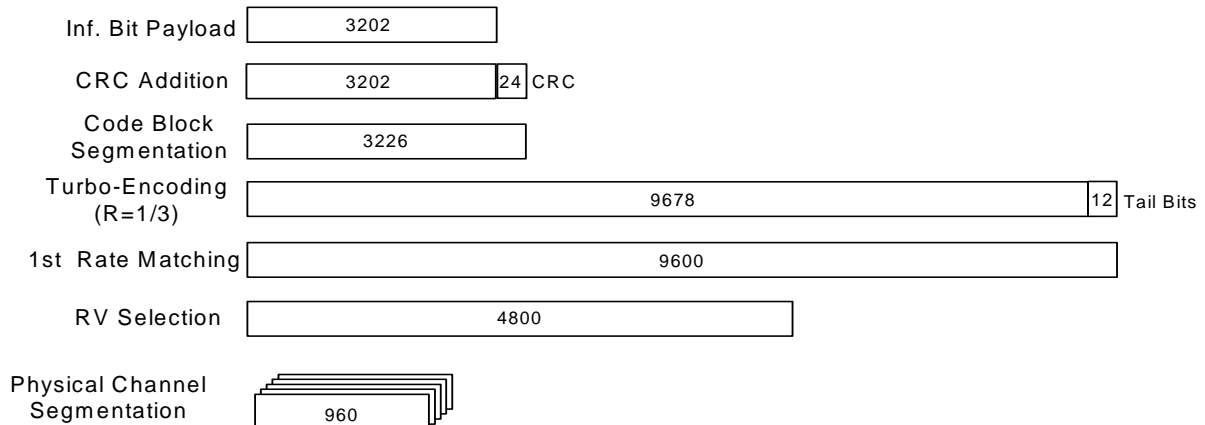 Inf. Bit Payload 3202
CRC Addition 3202 24 CRC
Code Block
Segmentation 3226
Turbo-Encoding
(R=1/3) 9678 12 Tail Bits
1st Rate Matching 9600
RV Selection 4800
Physical Channel
Segmentation 960